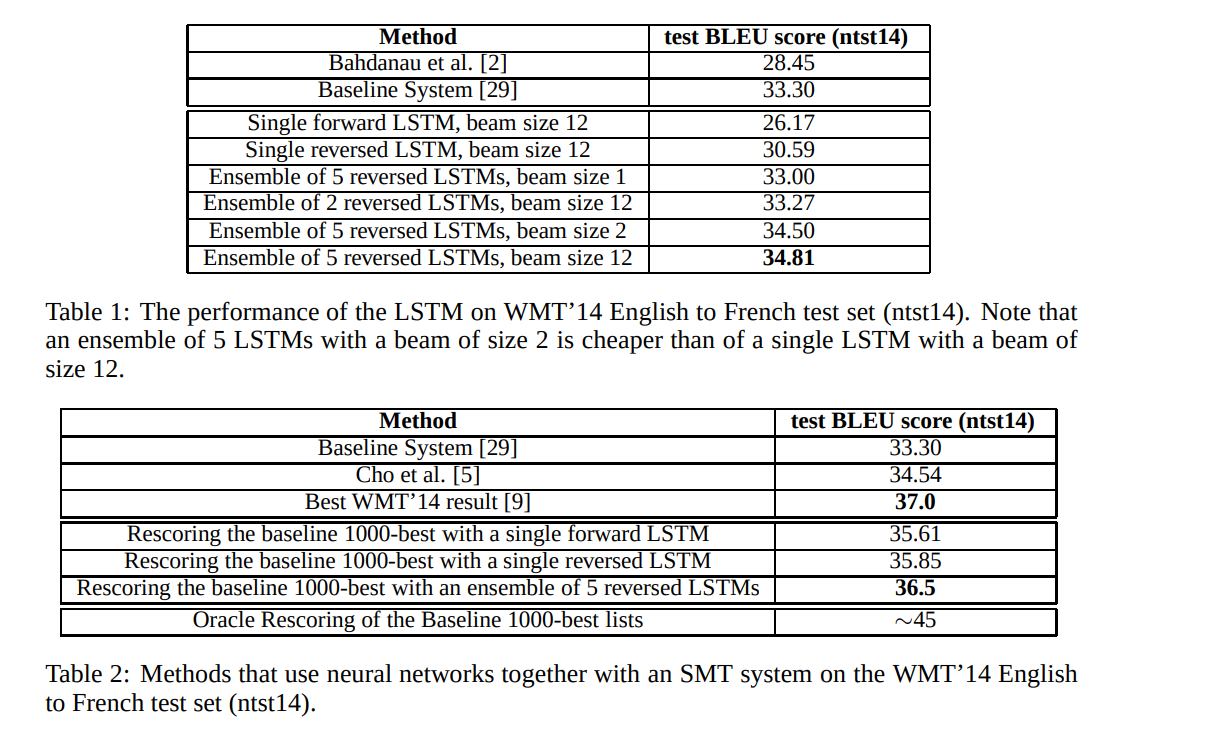 Method test BLEU score (ntst14)
Bahdanau et al. [2] 28.45
Baseline System [29] 33.30
Single forward LSTM, beam size 12 26.17
Single reversed LSTM, beam size 12 30.59
Ensemble of 5 reversed LSTMs, beam size 1 33.00
Ensemble of 2 reversed LSTMs, beam size 12 33.27
Ensemble of 5 reversed LSTMs, beam size 2 34.50
Ensemble of 5 reversed LSTMs, beam size 12 34.81
Table 1: The performance of the LSTM on WMT’14 English to French test set (ntst14). Note that
an ensemble of 5 LSTMs with a beam of size 2 is cheaper than of a single LSTM with a beam of
size 12.
Method test BLEU score (ntst14)
Baseline System [29] 33.30
Cho et al. [5] 34.54
Best WMT’14 result [9] 37.0
Rescoring the baseline 1000-best with a single forward LSTM 35.61
Rescoring the baseline 1000-best with a single reversed LSTM 35.85
Rescoring the baseline 1000-best with an ensemble of 5 reversed LSTMs 36.5
Oracle Rescoring of the Baseline 1000-best lists ∼45
Table 2: Methods that use neural networks together with an SMT system on the WMT’14 English
to French test set (ntst14).